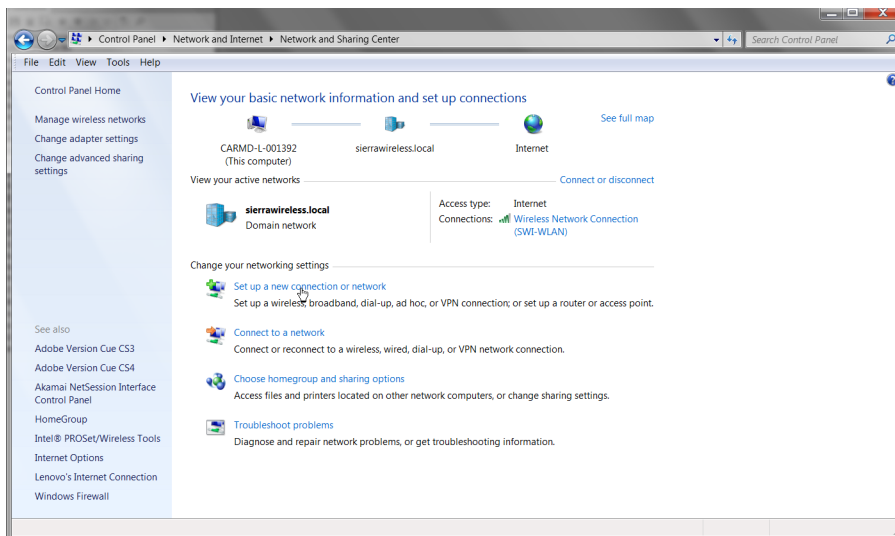 Control Panel Network and Internet Network and Sharing Center
Search Control Panel
File Edit View Tools Help
Control Panel Home
Manage wireless networks
Change adapter settings
Change advanced sharing
settings
See also
Adobe Version Cue CS3
Adobe Version Cue CS4
Akamai NetSession Interface
Control Panel
HomeGroup
Intel® PROSet/Wireless Tools
Internet Options
Lenovo's Internet Connection
Windows Firewall
View your basic network information and set up connections
See full map
CARMD-L-001392
(This computer)
sierrawireless.local
Internet
View your active networks
Connect or disconnect
sierrawireless.local
Domain network
Access type: Internet
Connections: Wireless Network Connection
(SWI-WLAN)
Change your networking settings
Set up a new connection or network
Set up a wireless, broadband, dial-up, ad hoc, or VPN connection; or set up a router or access point.
Connect to a network
Connect or reconnect to a wireless, wired, dial-up, or VPN network connection.
Choose homegroup and sharing options
Access files and printers located on other network computers, or change sharing settings.
Troubleshoot problems
Diagnose and repair network problems, or get troubleshooting information.